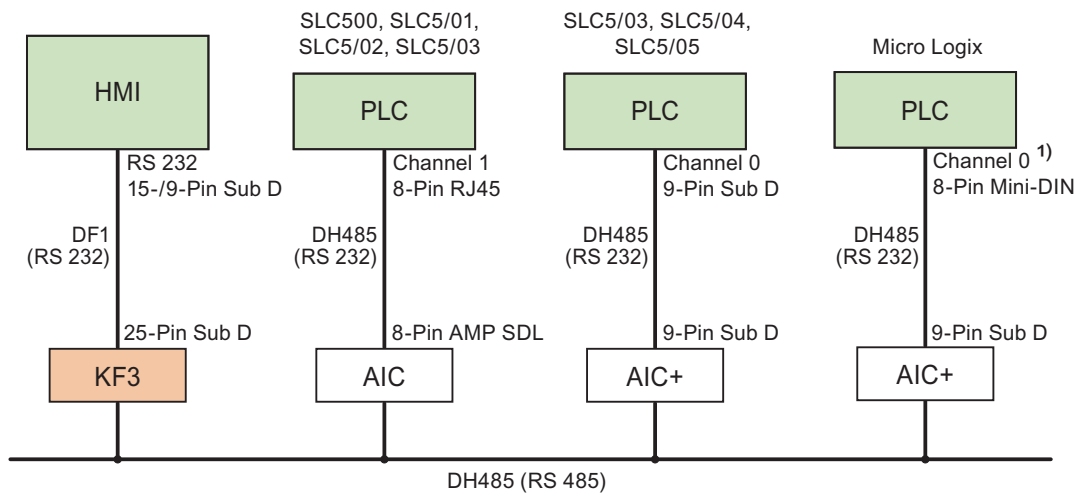 SLC500, SLC5/01,
SLC5/02, SLC5/03
SLC5/03, SLC5/04,
SLC5/05
Micro Logix
HMI
PLC
PLC
PLC
RS 232
15-/9-Pin Sub D
Channel 1
8-Pin RJ45
Channel 0
9-Pin Sub D
Channel 0 1)
8-Pin Mini-DIN
DF1
(RS 232)
DH485
(RS 232)
DH485
(RS 232)
DH485
(RS 232)
25-Pin Sub D
8-Pin AMP SDL
9-Pin Sub D
9-Pin Sub D
KF3
AIC
AIC+
AIC+
DH485 (RS 485)